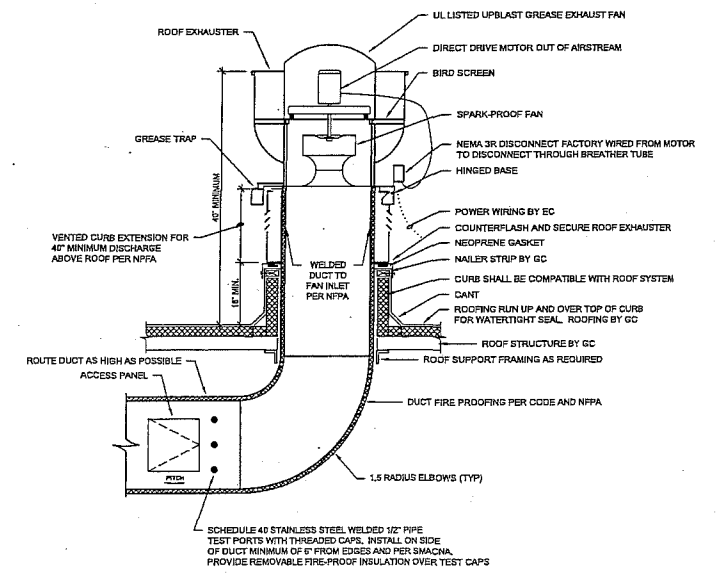 UL LISTED UPBLAST GREASE EXHAUST FAN
ROOF EXHAUSTER
DIRECT DRIVE MOTOR OUT OF AIRSTREAM
BIRD SCREEN
SPARK-PROOF FAN
GREASE TRAP
NEMA 3R DISCONNECT FACTORY WIRED FROM MOTOR
TO DISCONNECT THROUGH BREATHER TUBE
HINGED BASE
40" MINIMUM
POWER WIRING BY EC
VENTED CURB EXTENSION FOR
40" MINIMUM DISCHARGE
ABOVE ROOF PER NPFA
COUNTERFLASH AND SECURE ROOF EXHAUSTER
NEOPRENE GASKET
WELDED
DUCT TO
FAN INLET
PER NFPA
NAILER STRIP BY GC
18" MIN.
CURB SHALL BE COMPATIBLE WITH ROOF SYSTEM
CANT
ROOFING RUN UP AND OVER TOP OF CURB
FOR WATERTIGHT SEAL. ROOFING BY GC
ROOF STRUCTURE BY GC
ROUTE DUCT AS HIGH AS POSSIBLE
ROOF SUPPORT FRAMING AS REQUIRED
ACCESS PANEL
DUCT FIRE PROOFING PER CODE AND NFPA
PITCH
1.5 RADIUS ELBOWS (TYP)
SCHEDULE 40 STAINLESS STEEL WELDED 1/2" PIPE
TEST PORTS WITH THREADED CAPS. INSTALL ON SIDE
OF DUCT MINIMUM OF 6" FROM EDGES AND PER SMACNA.
PROVIDE REMOVABLE FIRE-PROOF INSULATION OVER TEST CAPS